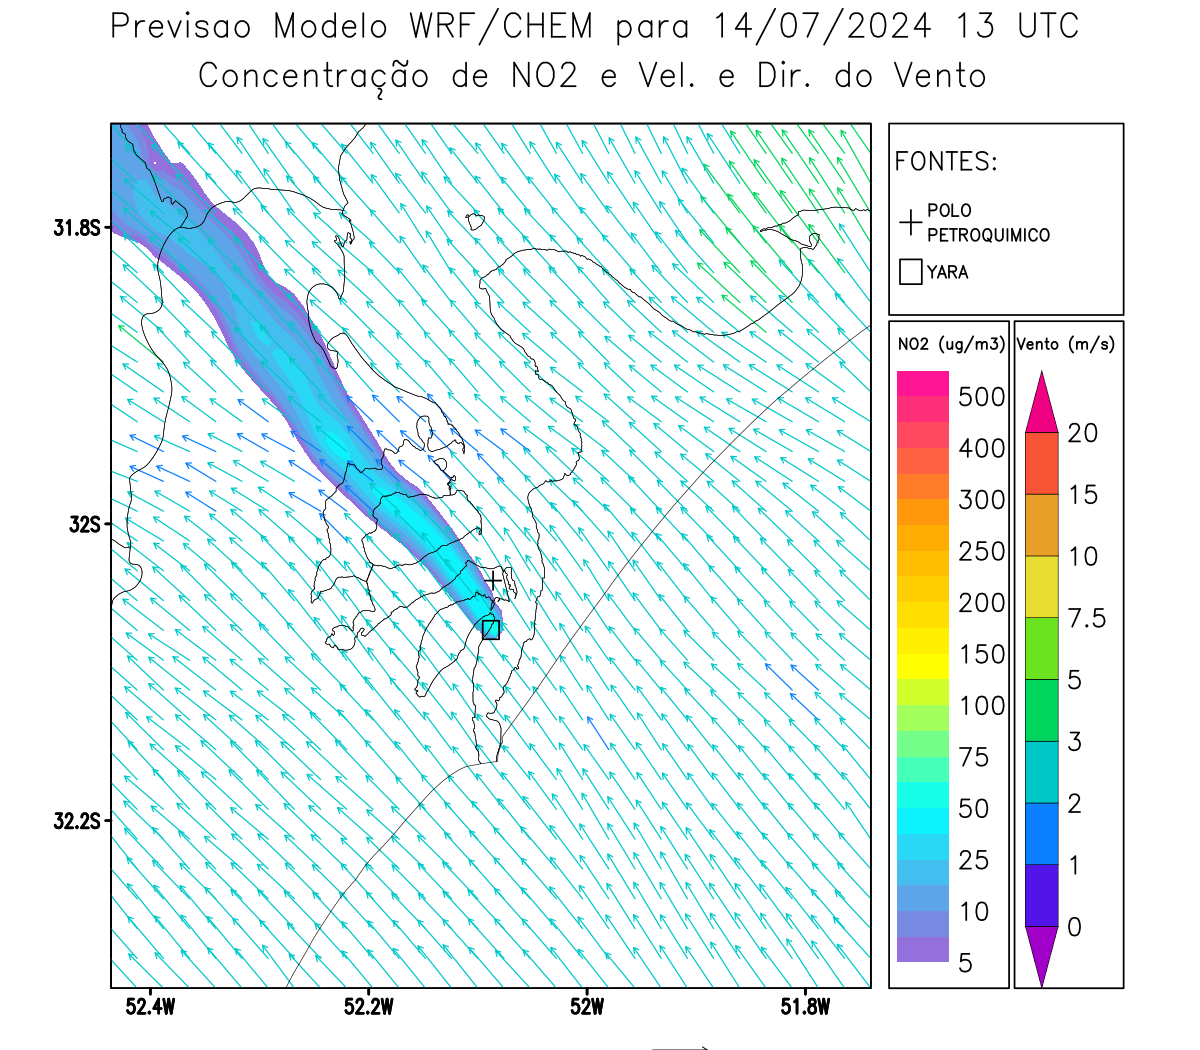 Previsao Modelo WRF/CHEM para 14/07/2024 13 UTC
Concentração de NO2 e Vel. e Dir. do Vento
FONTES:
POLO
PETROQUIMICO
YARA
NO2 (ug/m3)
500
400
300
250
200
150
100
75
50
25
10
5
Vento (m/s)
20
15
10
7.5
5
3
2
1
0
31.8S
32S
32.2S
52.4W
52.2W
52W
51.8W